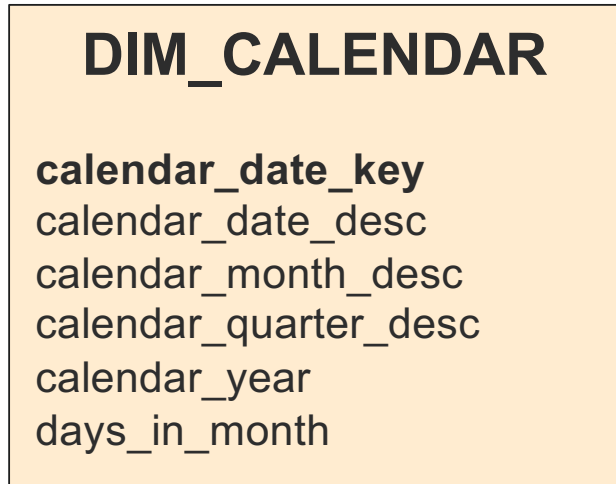 DIM_CALENDAR
calendar_date_key
calendar_date_desc
calendar_month_desc
calendar_quarter_desc
calendar_year
days_in_month